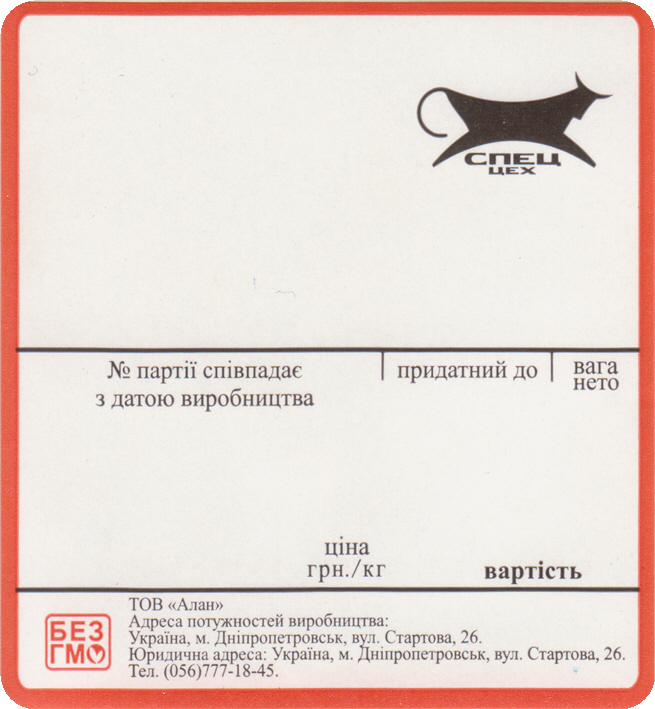 СПЕЦ
ЦЕХ
№ партії співпадає
з датою виробництва
придатний до
вага
нето
ціна
грн./кг
вартість
БЕЗ
ГМО
ТОВ «Алан»
Адреса потужностей виробництва:
Україна, м. Дніпропетровськ, вул. Стартова, 26.
Юридична адреса: Україна, м. Дніпропетровськ, вул. Стартова, 26.
Тел. (056)777-18-45.